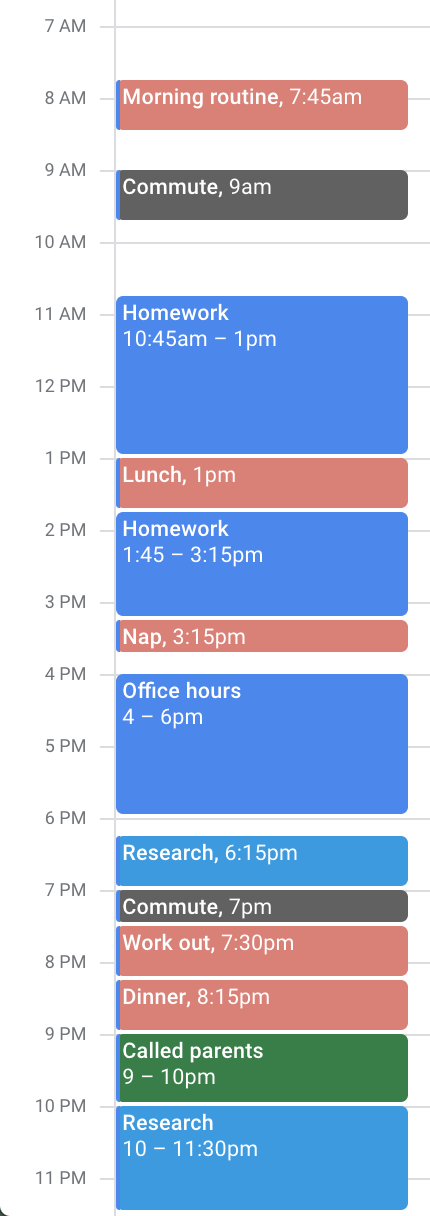 7 AM
8 AM
Morning routine, 7:45am
9 AM
Commute, 9am
10 AM
11 AM
Homework
10:45am – 1pm
12 PM
1 PM
Lunch, 1pm
2 PM
Homework
1:45 – 3:15pm
3 PM
Nap, 3:15pm
4 PM
Office hours
4 – 6pm
5 PM
6 PM
Research, 6:15pm
7 PM
Commute, 7pm
Work out, 7:30pm
8 PM
Dinner, 8:15pm
9 PM
Called parents
9 – 10pm
10 PM
Research
10 – 11:30pm
11 PM